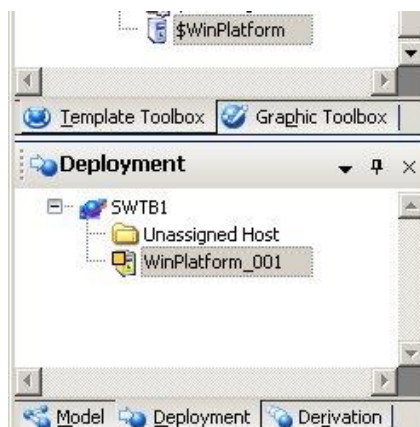 $WinPlatform
Template Toolbox Graphic Toolbox
Deployment
SWTB1
Unassigned Host
WinPlatform_001
Model Deployment Derivation